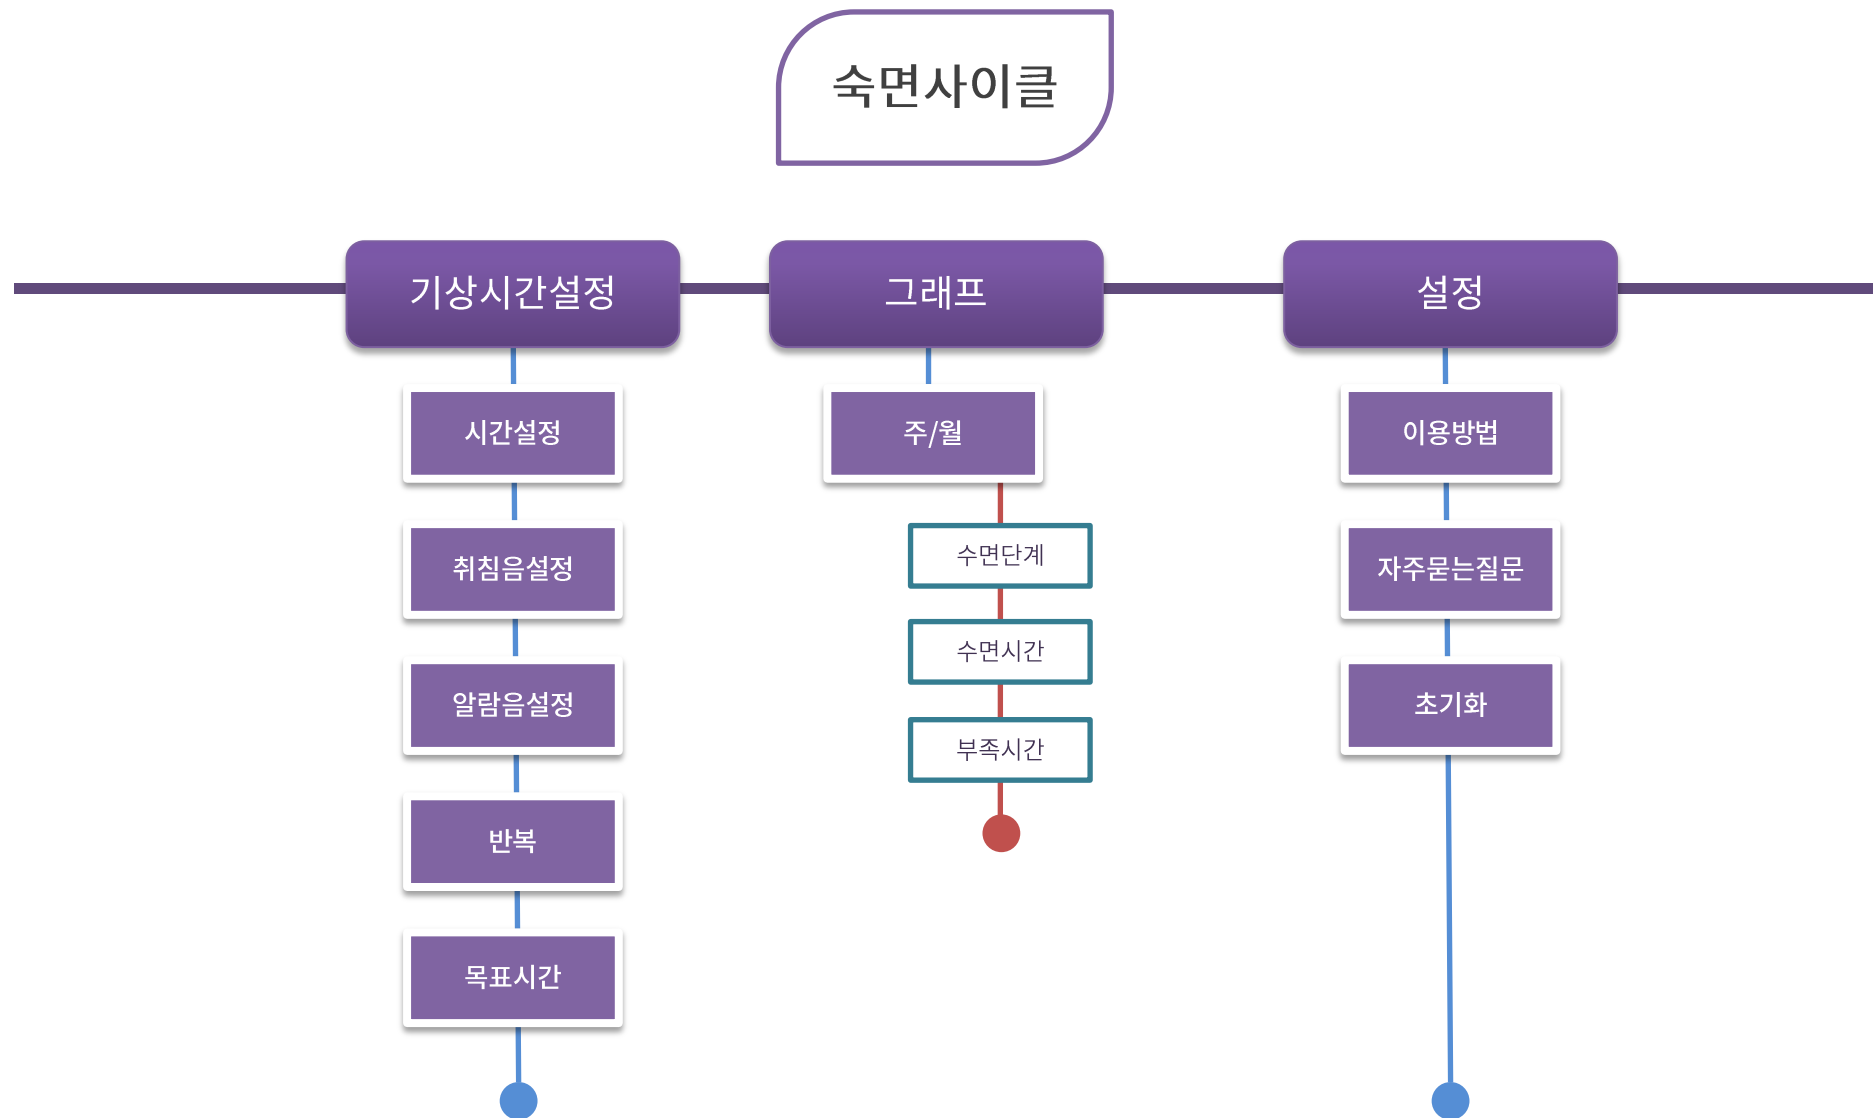 숙면사이클
기상시간설정
그래프
설정
시간설정
주/월
이용방법
취침음설정
수면단계
자주묻는질문
수면시간
알람음설정
초기화
부족시간
반복
목표시간